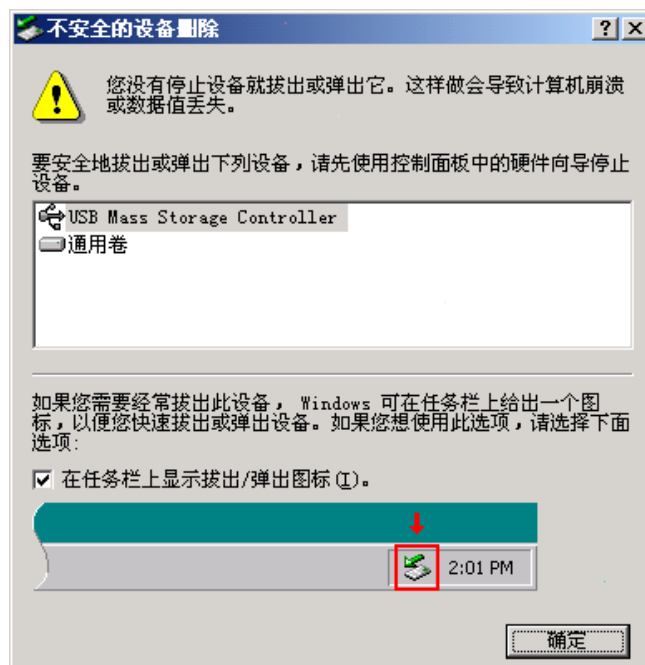 不安全的设备删除
您没有停止设备就拔出或弹出它。这样做会导致计算机崩溃
或数据值丢失。
要安全地拔出或弹出下列设备，请先使用控制面板中的硬件向导停止
设备。
USB Mass Storage Controller
通用卷
如果您需要经常拔出此设备， Windows 可在任务栏上给出一个图
标，以便您快速拔出或弹出设备。如果您想使用此选项，请选择下面
选项:
在任务栏上显示拔出/弹出图标(I)。
2:01 PM
确定